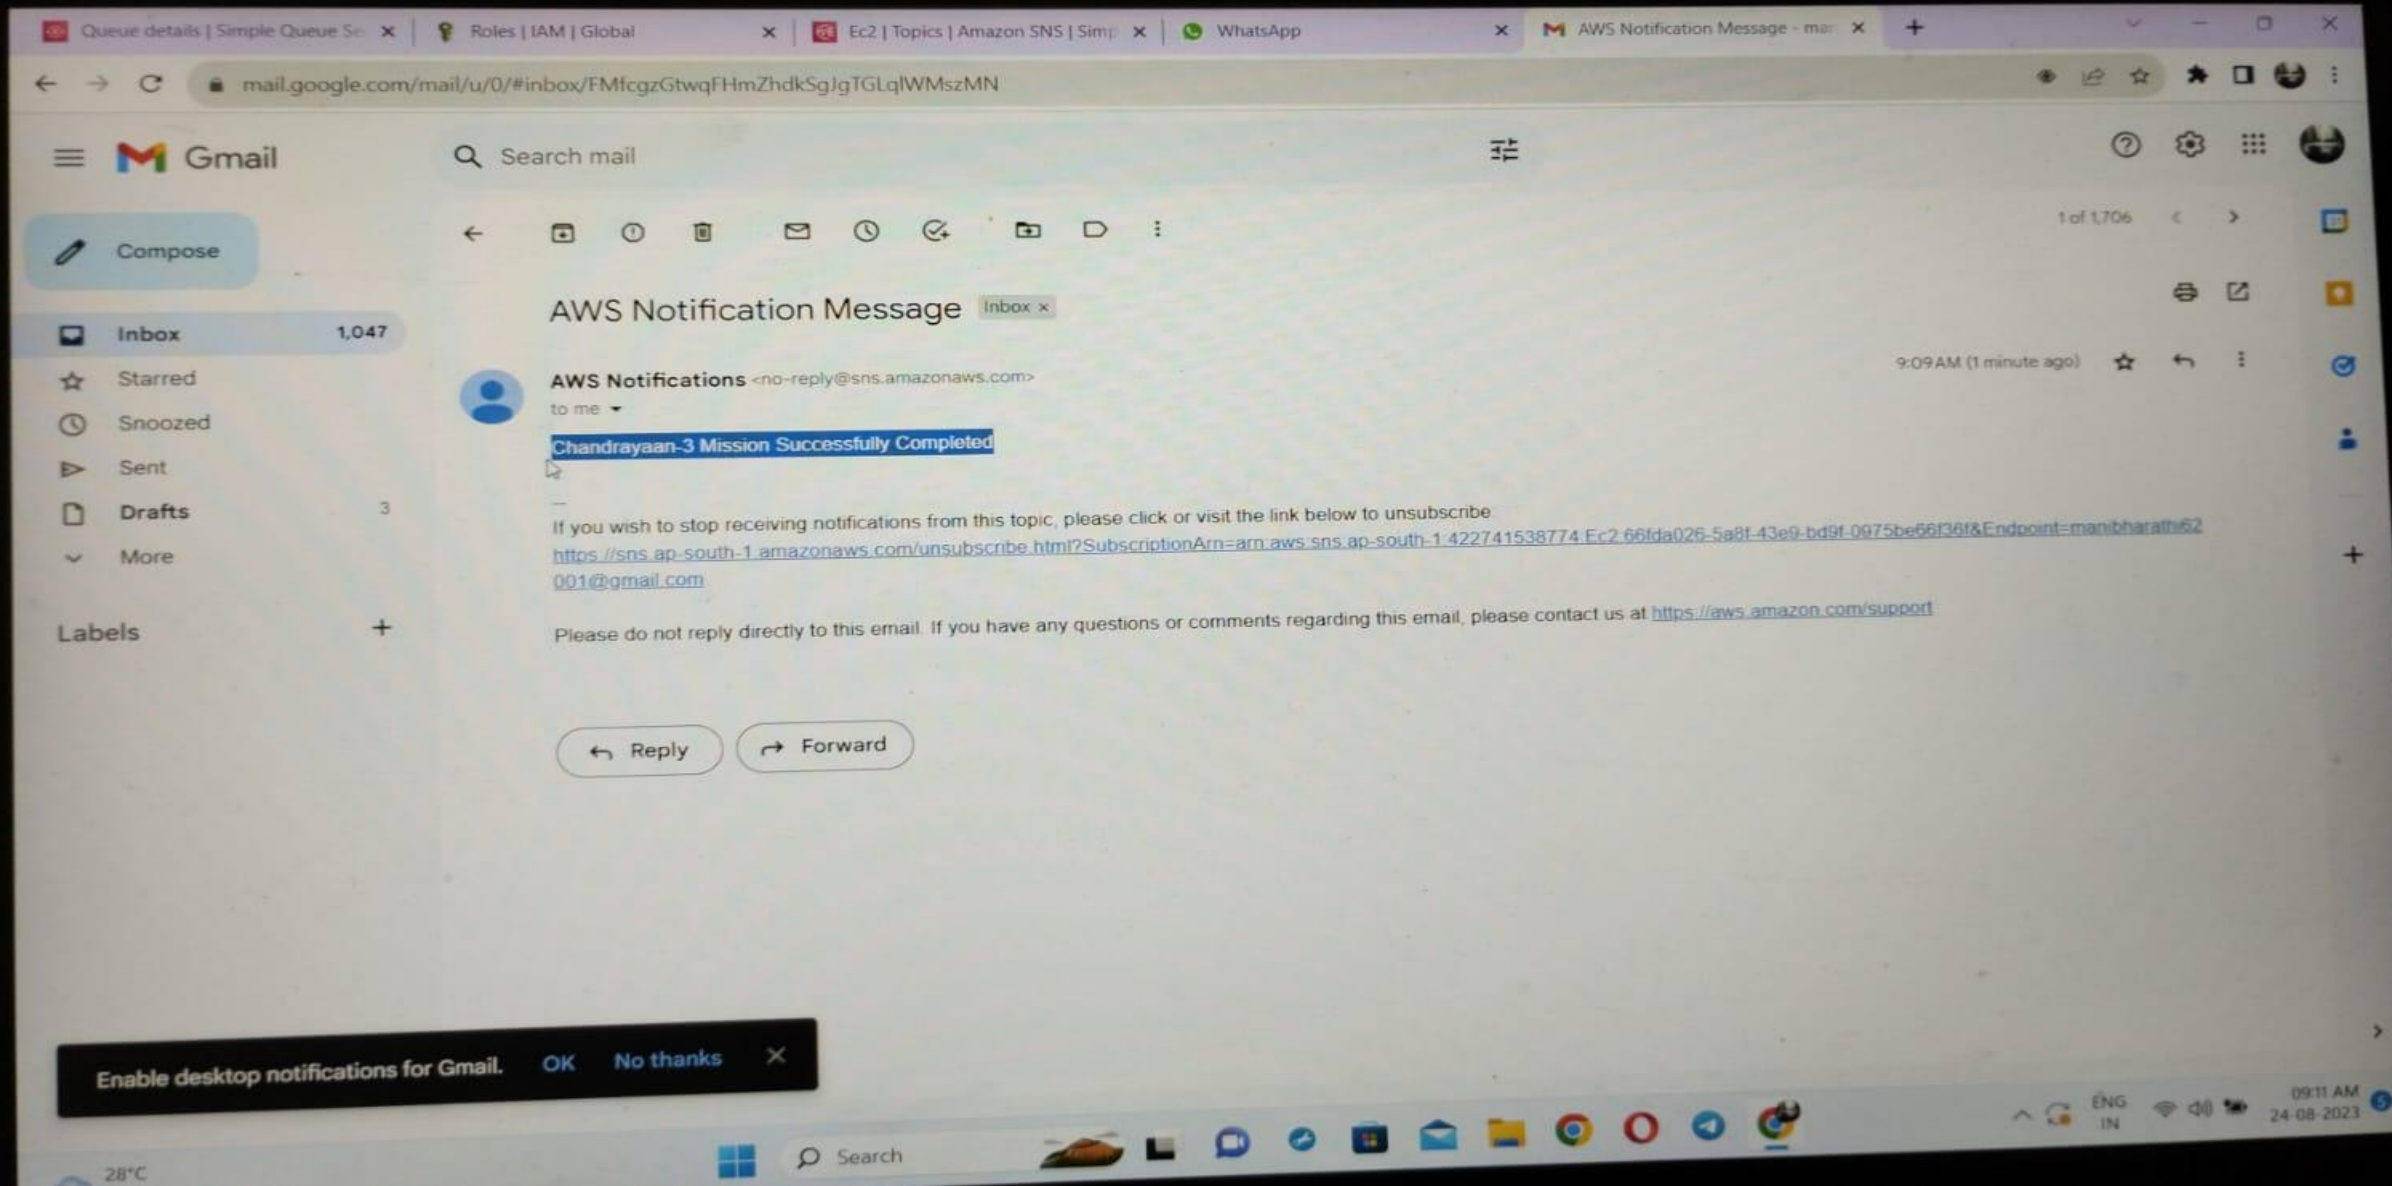 Queue details | Simple Queue Se
Roles | IAM | Global
Ec2 | Topics | Amazon SNS | Simp
WhatsApp
AWS Notification Message - mar
mail.google.com/mail/u/0/#inbox/FMfcgzGtwqFHmZhdkSgJgTGLqlWMszMN
Gmail
Search mail
Compose
1 of 1,706
AWS Notification Message Inbox x
Inbox 1,047
Starred
Snoozed
Sent
Drafts 3
More
Labels
AWS Notifications <no-reply@sns.amazonaws.com>
9:09 AM (1 minute ago)
to me
Chandrayaan-3 Mission Successfully Completed
--
If you wish to stop receiving notifications from this topic, please click or visit the link below to unsubscribe:
https://sns.ap-south-1.amazonaws.com/unsubscribe.html?SubscriptionArn=arn:aws:sns:ap-south-1:422741538774:Ec2:66fda026-5a8f-43e9-bd9f-0975be66f36f&Endpoint=manibharathi62
001@gmail.com
Please do not reply directly to this email. If you have any questions or comments regarding this email, please contact us at https://aws.amazon.com/support
Reply
Forward
Enable desktop notifications for Gmail. OK No thanks
28°C
Search
ENG
IN
09:11 AM
24-08-2023
5